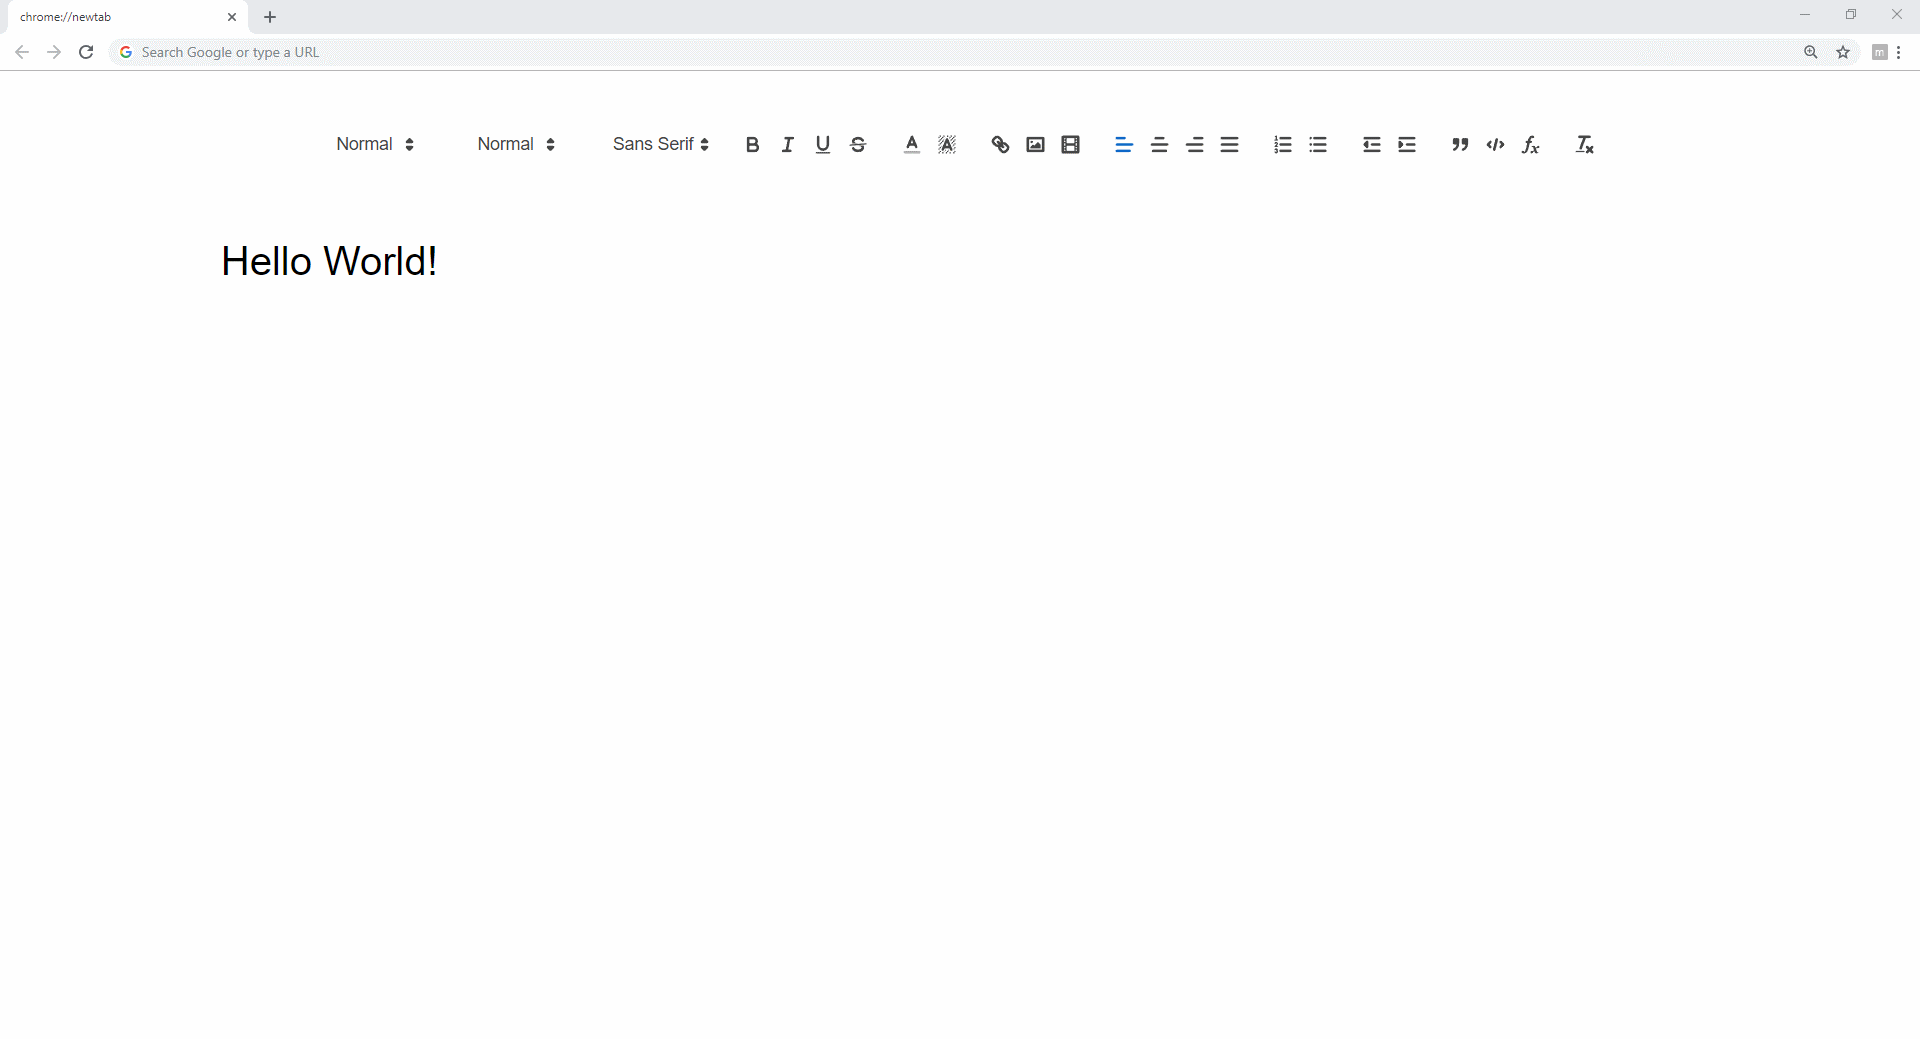 chrome://newtab
Search Google or type a URL
m
Normal Normal Sans Serif
Hello World!